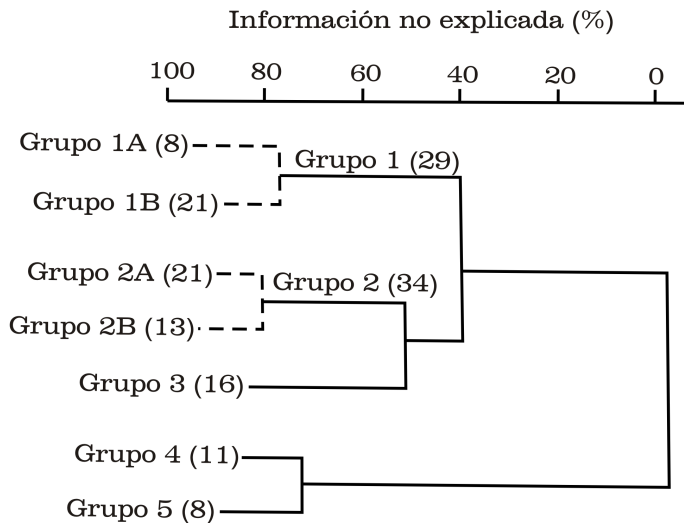 Información no explicada (%)
100 80 60 40 20 0
Grupo 1A (8)
Grupo 1 (29)
Grupo 1B (21)
Grupo 2A (21)
Grupo 2 (34)
Grupo 2B (13)
Grupo 3 (16)
Grupo 4 (11)
Grupo 5 (8)